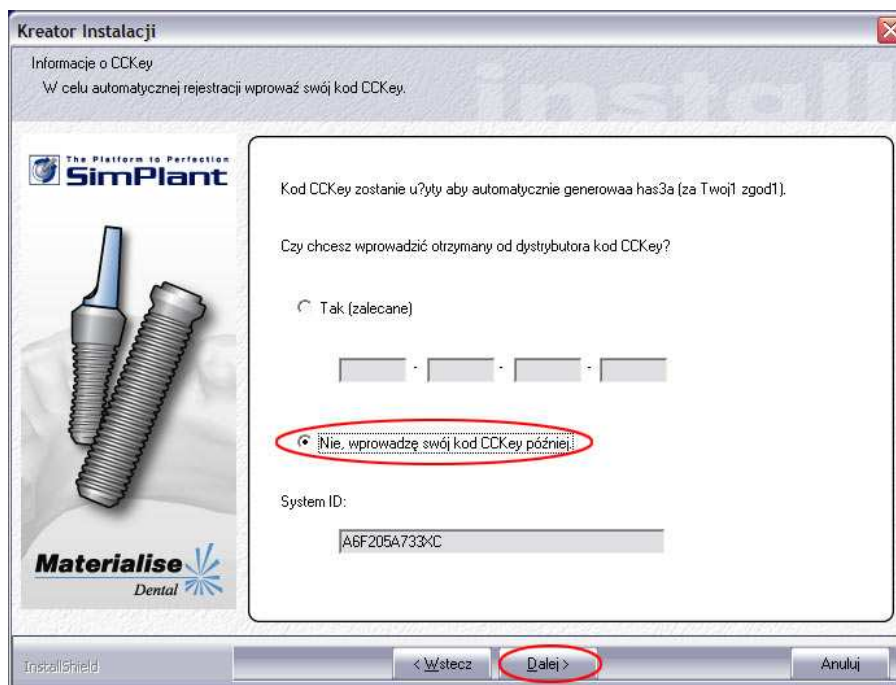 Kreator Instalacji
Informacje o CCKey
W celu automatycznej rejestracji wprowaź swój kod CCKey.
install
The Platform to Perfection
SimPlant
Kod CCKey zostanie u?yty aby automatycznie generowaa has3a (za Twoj1 zgod1).
Czy chcesz wprowadzić otrzymany od dystrybutora kod CCKey?
Tak (zalecane)
- - -
Nie, wprowadzę swój kod CCKey później.
System ID:
A6F205A733XC
Materialise
Dental
InstallShield
< Wstecz
Dalej >
Anuluj